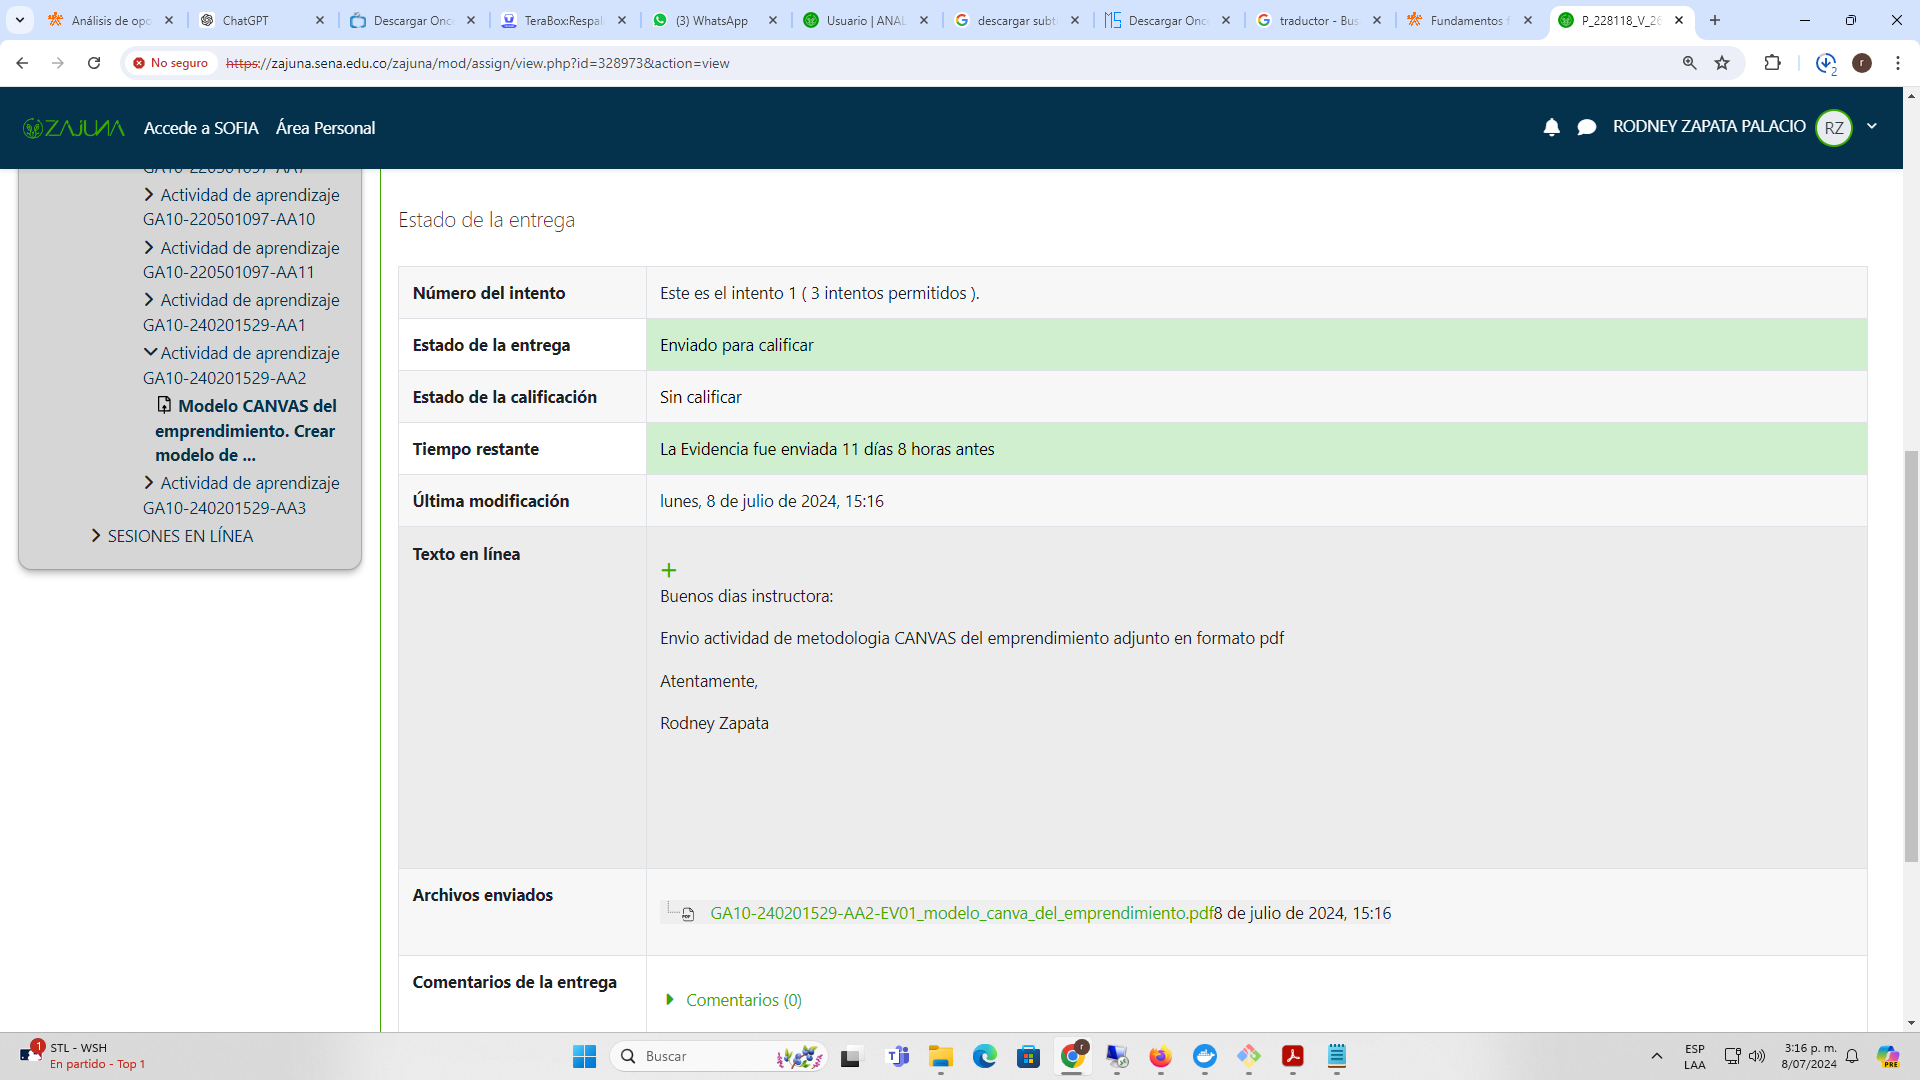 Análisis de opo
ChatGPT
Descargar Onc
TeraBox:Respal
(3) WhatsApp
Usuario | ANAL
descargar subt
Descargar Onc
traductor - Bus
Fundamentos f
P_228118_V_26
No seguro
https://zajuna.sena.edu.co/zajuna/mod/assign/view.php?id=328973&action=view
2
r
ZAJUNA
Accede a SOFIA
Área Personal
RODNEY ZAPATA PALACIO
RZ
GA10-220501097-AA7
Actividad de aprendizaje
GA10-220501097-AA10
Actividad de aprendizaje
GA10-220501097-AA11
Actividad de aprendizaje
GA10-240201529-AA1
Actividad de aprendizaje
GA10-240201529-AA2
Modelo CANVAS del
emprendimiento. Crear
modelo de ...
Actividad de aprendizaje
GA10-240201529-AA3
SESIONES EN LÍNEA
Estado de la entrega
Número del intento
Este es el intento 1 ( 3 intentos permitidos ).
Estado de la entrega
Enviado para calificar
Estado de la calificación
Sin calificar
Tiempo restante
La Evidencia fue enviada 11 días 8 horas antes
Última modificación
lunes, 8 de julio de 2024, 15:16
Texto en línea
Buenos dias instructora:
Envio actividad de metodologia CANVAS del emprendimiento adjunto en formato pdf
Atentamente,
Rodney Zapata
Archivos enviados
GA10-240201529-AA2-EV01_modelo_canva_del_emprendimiento.pdf8 de julio de 2024, 15:16
Comentarios de la entrega
Comentarios (0)
1
STL - WSH
En partido - Top 1
Buscar
r
ESP
LAA
3:16 p. m.
8/07/2024
PRE